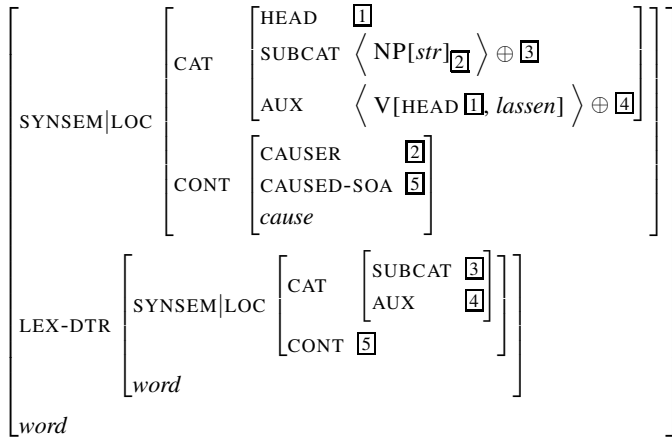 HEAD 1
SUBCAT ⟨ NP[str]2 ⟩ ⊕ 3
CAT
AUX ⟨ V[HEAD 1, lassen] ⟩ ⊕ 4
SYNSEM|LOC
CAUSER 2
CONT CAUSED-SOA 5
cause
SUBCAT 3
CAT
SYNSEM|LOC AUX 4
LEX-DTR CONT 5
word
word